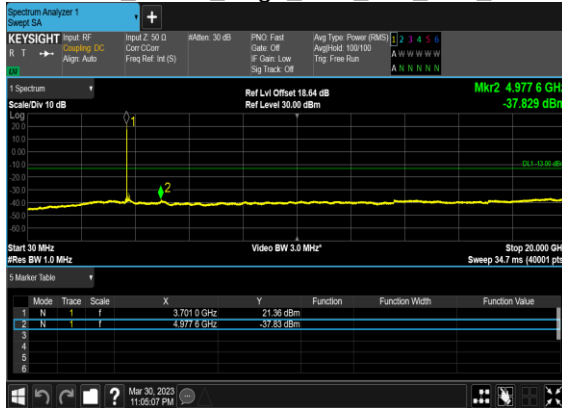 Spectrum Analyzer 1
Swept SA
+
KEYSIGHT Input: RF Input Z: 50 Ω #Atten: 30 dB PNO: Fast Avg Type: Power (RMS) 1 2 3 4 5 6
R T Coupling: DC Corr CCorr Gate: Off Avg|Hold: 100/100 A W W W W W
Align: Auto Freq Ref: Int (S) IF Gain: Low Trig: Free Run
LU Sig Track: Off A N N N N N
1 Spectrum Ref Lvl Offset 18.64 dB Mkr2 4.977 6 GHz
Scale/Div 10 dB Ref Level 30.00 dBm -37.829 dBm
Log
1
20.0
10.0
0.00
-10.0
DL1 -13.00 dBm
-20.0
-30.0
2
-40.0
-50.0
-60.0
Start 30 MHz Video BW 3.0 MHz* Stop 20.000 GHz
#Res BW 1.0 MHz Sweep 34.7 ms (40001 pts)
5 Marker Table
Mode Trace Scale X Y Function Function Width Function Value
1 N 1 f 3.701 0 GHz 21.36 dBm
2 N 1 f 4.977 6 GHz -37.83 dBm
3
4
5
6
? Mar 30, 2023
11:05:07 PM